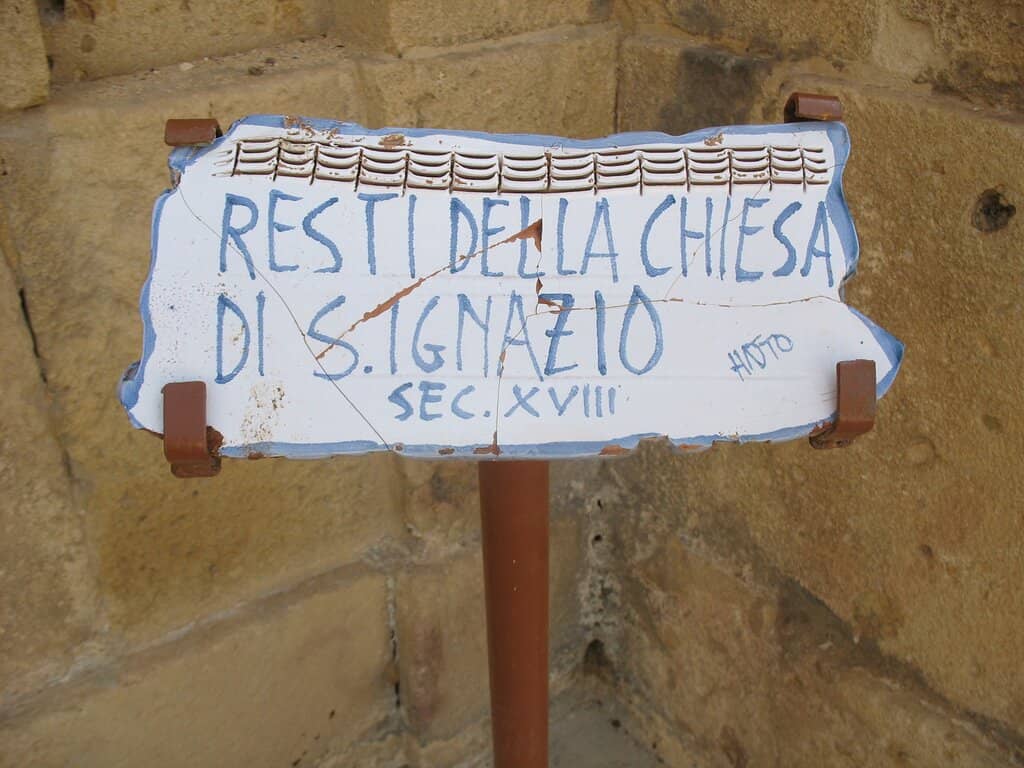 RESTI DELLA CHIESA
DI S. IGNAZIO
SEC. XVIII